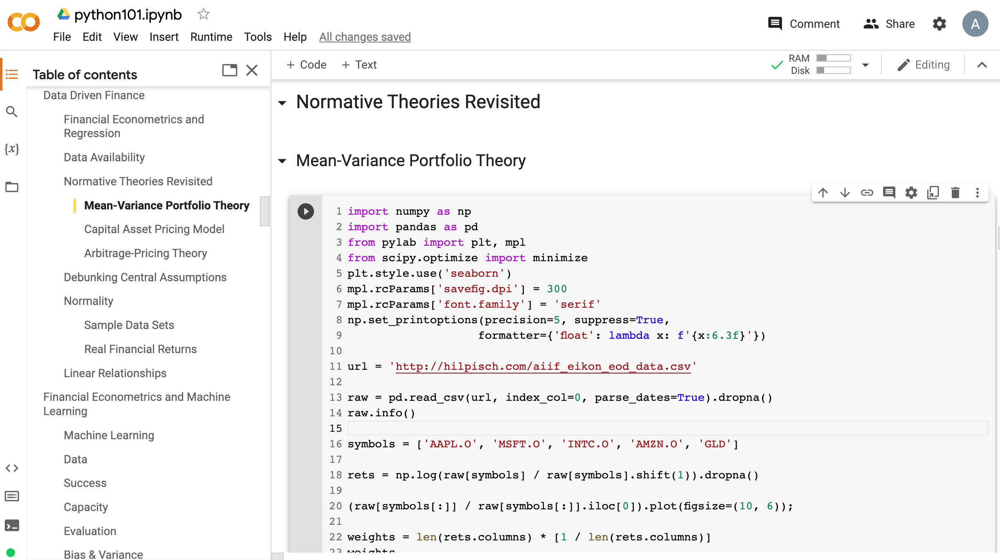 python101.ipynb
File Edit View Insert Runtime Tools Help All changes saved
Comment Share A
Table of contents
Data Driven Finance
Financial Econometrics and
Regression
Data Availability
Normative Theories Revisited
Mean-Variance Portfolio Theory
Capital Asset Pricing Model
Arbitrage-Pricing Theory
Debunking Central Assumptions
Normality
Sample Data Sets
Real Financial Returns
Linear Relationships
Financial Econometrics and Machine
Learning
Machine Learning
Data
Success
Capacity
Evaluation
Bias & Variance
{x}
+ Code + Text
RAM
Disk
Editing
Normative Theories Revisited
Mean-Variance Portfolio Theory
1 import numpy as np
2 import pandas as pd
3 from pylab import plt, mpl
4 from scipy.optimize import minimize
5 plt.style.use('seaborn')
6 mpl.rcParams['savefig.dpi'] = 300
7 mpl.rcParams['font.family'] = 'serif'
8 np.set_printoptions(precision=5, suppress=True,
9 formatter={'float': lambda x: f'{x:6.3f}'})
10
11 url = 'http://hilpisch.com/aiif_eikon_eod_data.csv'
12
13 raw = pd.read_csv(url, index_col=0, parse_dates=True).dropna()
14 raw.info()
15
16 symbols = ['AAPL.O', 'MSFT.O', 'INTC.O', 'AMZN.O', 'GLD']
17
18 rets = np.log(raw[symbols] / raw[symbols].shift(1)).dropna()
19
20 (raw[symbols[:]] / raw[symbols[:]].iloc[0]).plot(figsize=(10, 6));
21
22 weights = len(rets.columns) * [1 / len(rets.columns)]
23 weights